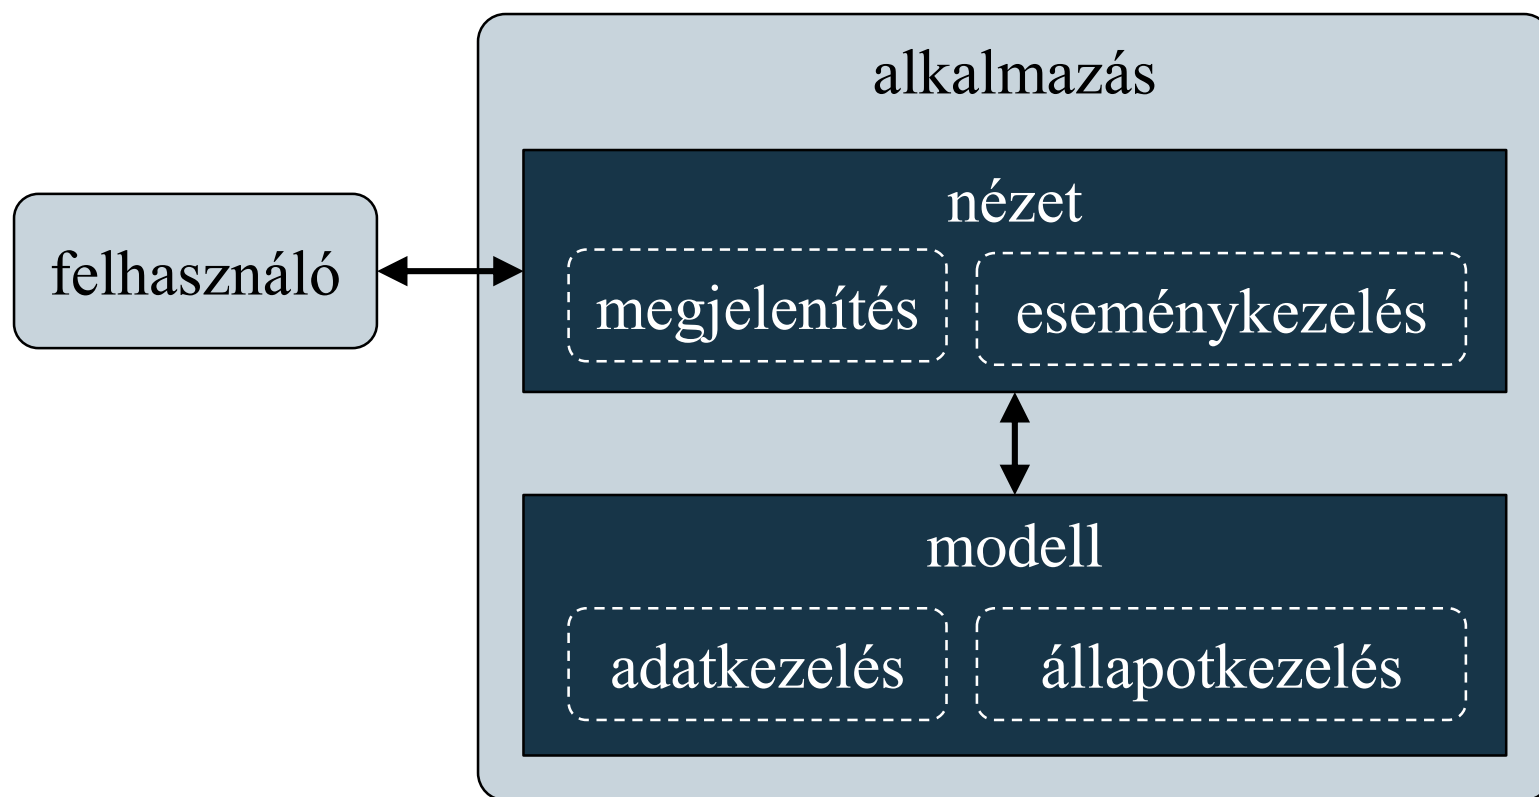 alkalmazás
nézet
felhasználó
megjelenítés
eseménykezelés
modell
adatkezelés
állapotkezelés